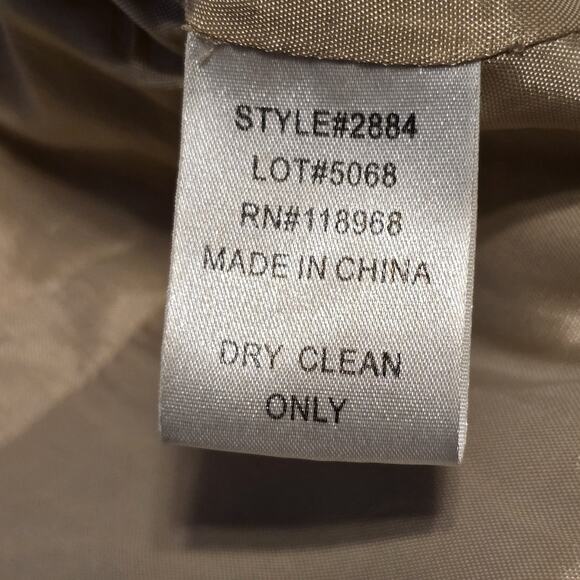 STYLE#2884
LOT#5068
RN#118968
MADE IN CHINA
DRY CLEAN
ONLY